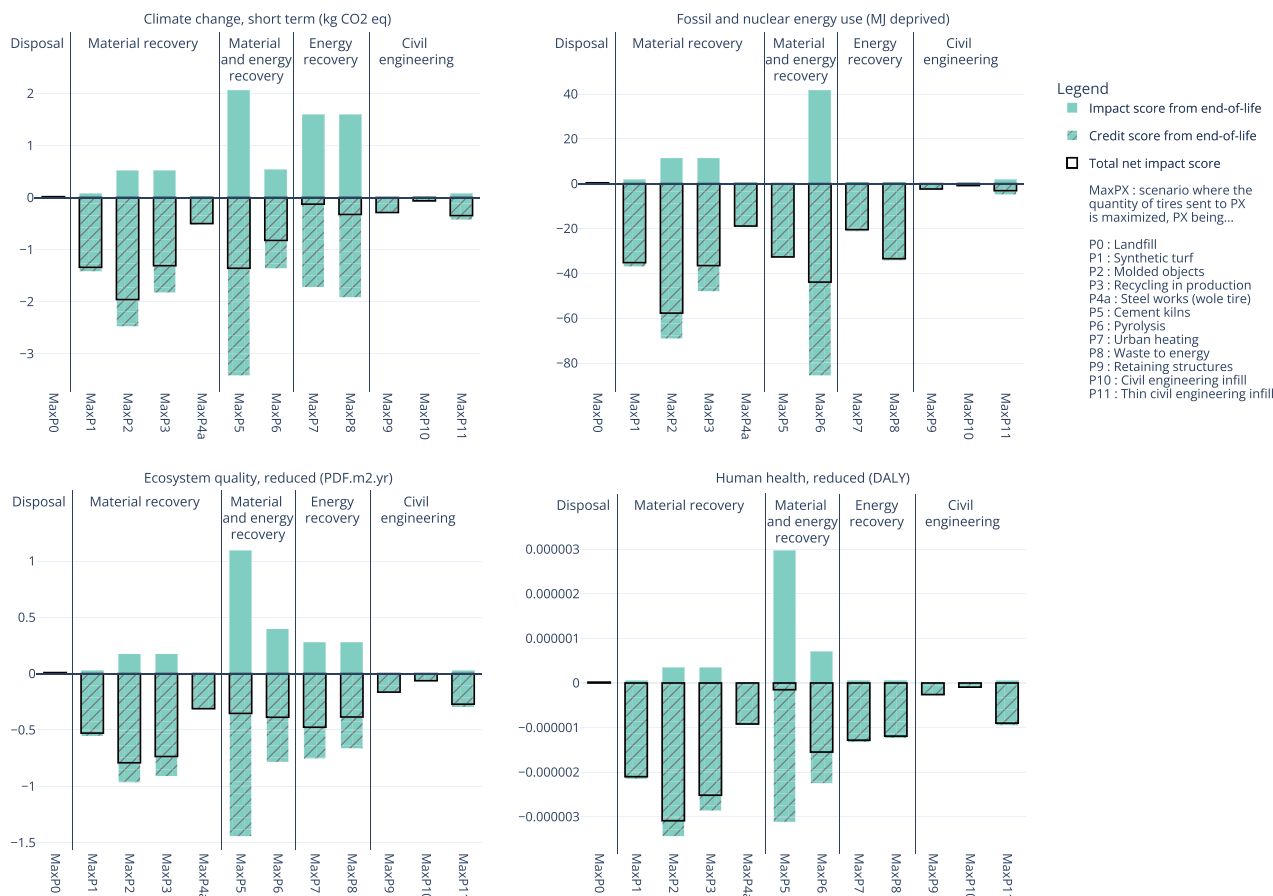 Climate change, short term (kg CO2 eq)
Disposal
Material recovery
Material
and energy
recovery
Energy
recovery
Civil
engineering
2
1
0
−1
−2
−3
MaxP0
MaxP1
MaxP2
MaxP3
MaxP4a
MaxP5
MaxP6
MaxP7
MaxP8
MaxP9
MaxP10
MaxP11
Fossil and nuclear energy use (MJ deprived)
Disposal
Material recovery
Material
and energy
recovery
Energy
recovery
Civil
engineering
40
20
0
−20
−40
−60
−80
MaxP0
MaxP1
MaxP2
MaxP3
MaxP4a
MaxP5
MaxP6
MaxP7
MaxP8
MaxP9
MaxP10
MaxP11
Legend
Impact score from end-of-life
Credit score from end-of-life
Total net impact score
MaxPX : scenario where the
quantity of tires sent to PX
is maximized, PX being...
P0 : Landfill
P1 : Synthetic turf
P2 : Molded objects
P3 : Recycling in production
P4a : Steel works (wole tire)
P5 : Cement kilns
P6 : Pyrolysis
P7 : Urban heating
P8 : Waste to energy
P9 : Retaining structures
P10 : Civil engineering infill
P11 : Thin civil engineering infill
Ecosystem quality, reduced (PDF.m2.yr)
Disposal
Material recovery
Material
and energy
recovery
Energy
recovery
Civil
engineering
1
0.5
0
−0.5
−1
−1.5
MaxP0
MaxP1
MaxP2
MaxP3
MaxP4a
MaxP5
MaxP6
MaxP7
MaxP8
MaxP9
MaxP10
MaxP11
Human health, reduced (DALY)
Disposal
Material recovery
Material
and energy
recovery
Energy
recovery
Civil
engineering
0.000003
0.000002
0.000001
0
−0.000001
−0.000002
−0.000003
MaxP0
MaxP1
MaxP2
MaxP3
MaxP4a
MaxP5
MaxP6
MaxP7
MaxP8
MaxP9
MaxP10
MaxP11